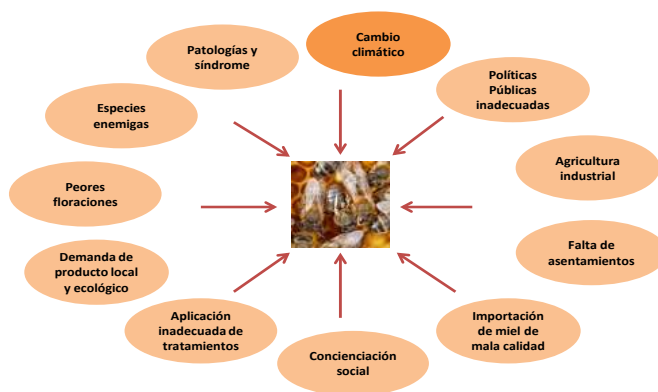 Cambio
climático
Políticas
Públicas
inadecuadas
Agricultura
industrial
Falta de
asentamientos
Importación
de miel de
mala calidad
Concienciación
social
Aplicación
inadecuada de
tratamientos
Demanda de
producto local
y ecológico
Peores
floraciones
Especies
enemigas
Patologías y
síndrome